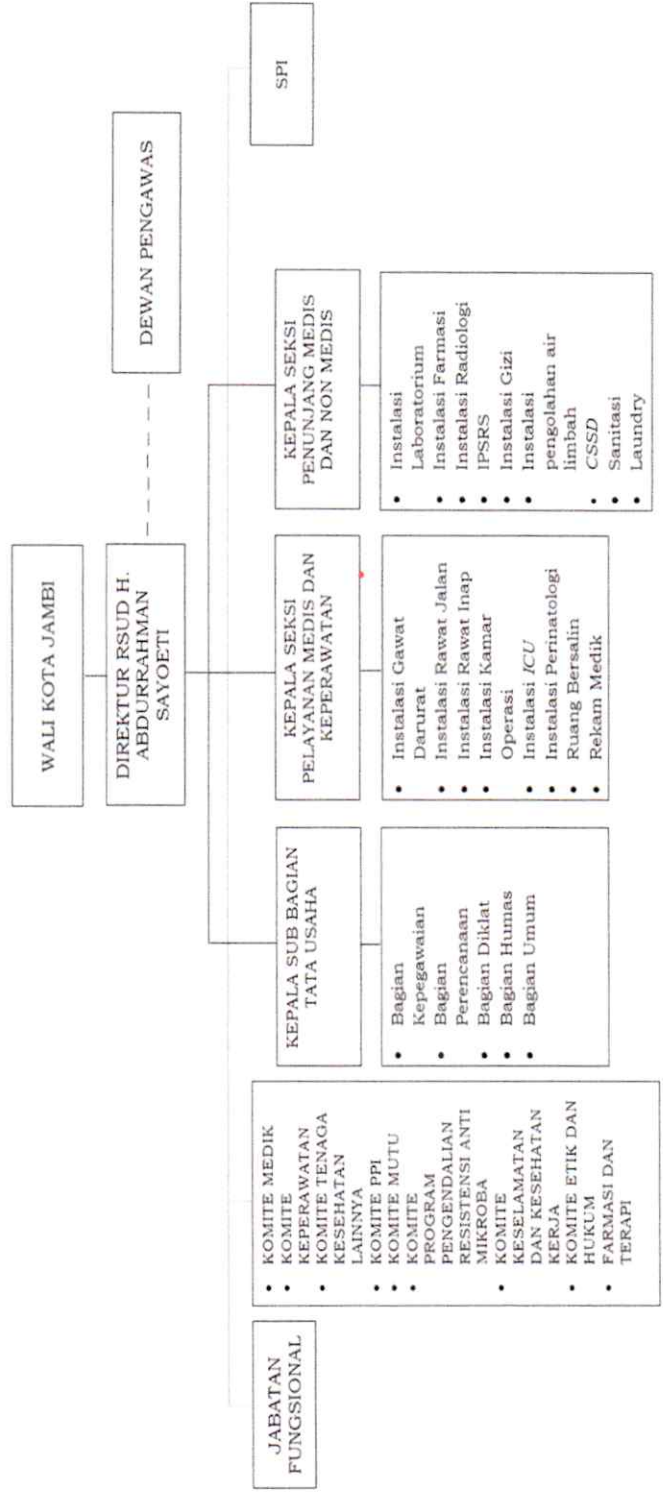 WALI KOTA JAMBI
DIREKTUR RSUD H.
ABDURRAHMAN
SAYOETI
DEWAN PENGAWAS
JABATAN
FUNGSIONAL
• KOMITE MEDIK
• KOMITE
KEPERAWATAN
• KOMITE TENAGA
KESEHATAN
LAINNYA
• KOMITE PPI
• KOMITE MUTU
• KOMITE
PROGRAM
PENGENDALIAN
RESISTENSI ANTI
MIKROBA
• KOMITE
KESELAMATAN
DAN KESEHATAN
KERJA
• KOMITE ETIK DAN
HUKUM
• FARMASI DAN
TERAPI
KEPALA SUB BAGIAN
TATA USAHA
• Bagian
Kepegawaian
• Bagian
Perencanaan
• Bagian Diklat
• Bagian Humas
• Bagian Umum
KEPALA SEKSI
PELAYANAN MEDIS DAN
KEPERAWATAN
• Instalasi Gawat
Darurat
• Instalasi Rawat Jalan
• Instalasi Rawat Inap
• Instalasi Kamar
Operasi
• Instalasi ICU
• Instalasi Perinatologi
• Ruang Bersalin
• Rekam Medik
KEPALA SEKSI
PENUNJANG MEDIS
DAN NON MEDIS
• Instalasi
Laboratorium
• Instalasi Farmasi
• Instalasi Radiologi
• IPSRS
• Instalasi Gizi
• Instalasi
pengolahan air
limbah
• CSSD
• Sanitasi
• Laundry
SPI